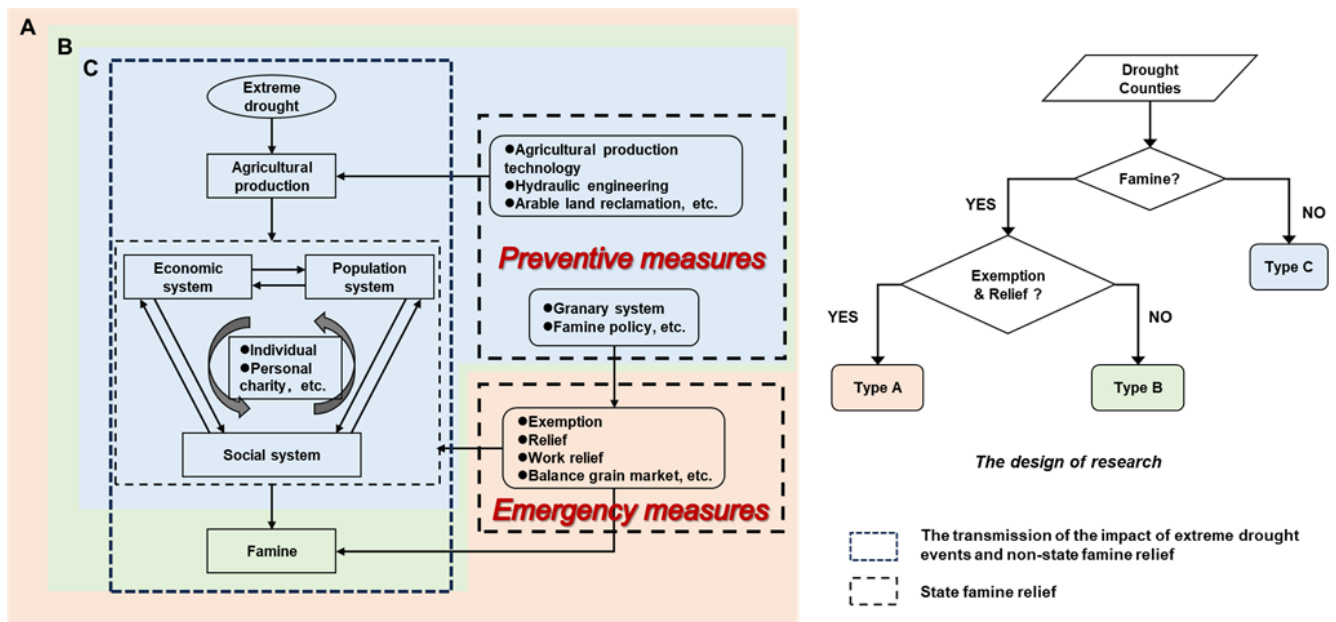 A
B
C
Extreme
drought
Agricultural
production
●Agricultural production
technology
●Hydraulic engineering
●Arable land reclamation, etc.
Preventive measures
Economic
system
Population
system
●Granary system
●Famine policy, etc.
●Individual
●Personal
charity, etc.
Social system
●Exemption
●Relief
●Work relief
●Balance grain market, etc.
Emergency measures
Famine
Drought
Counties
Famine?
YES
NO
Exemption
& Relief ?
Type C
YES
NO
Type A
Type B
The design of research
The transmission of the impact of extreme drought
events and non-state famine relief
State famine relief